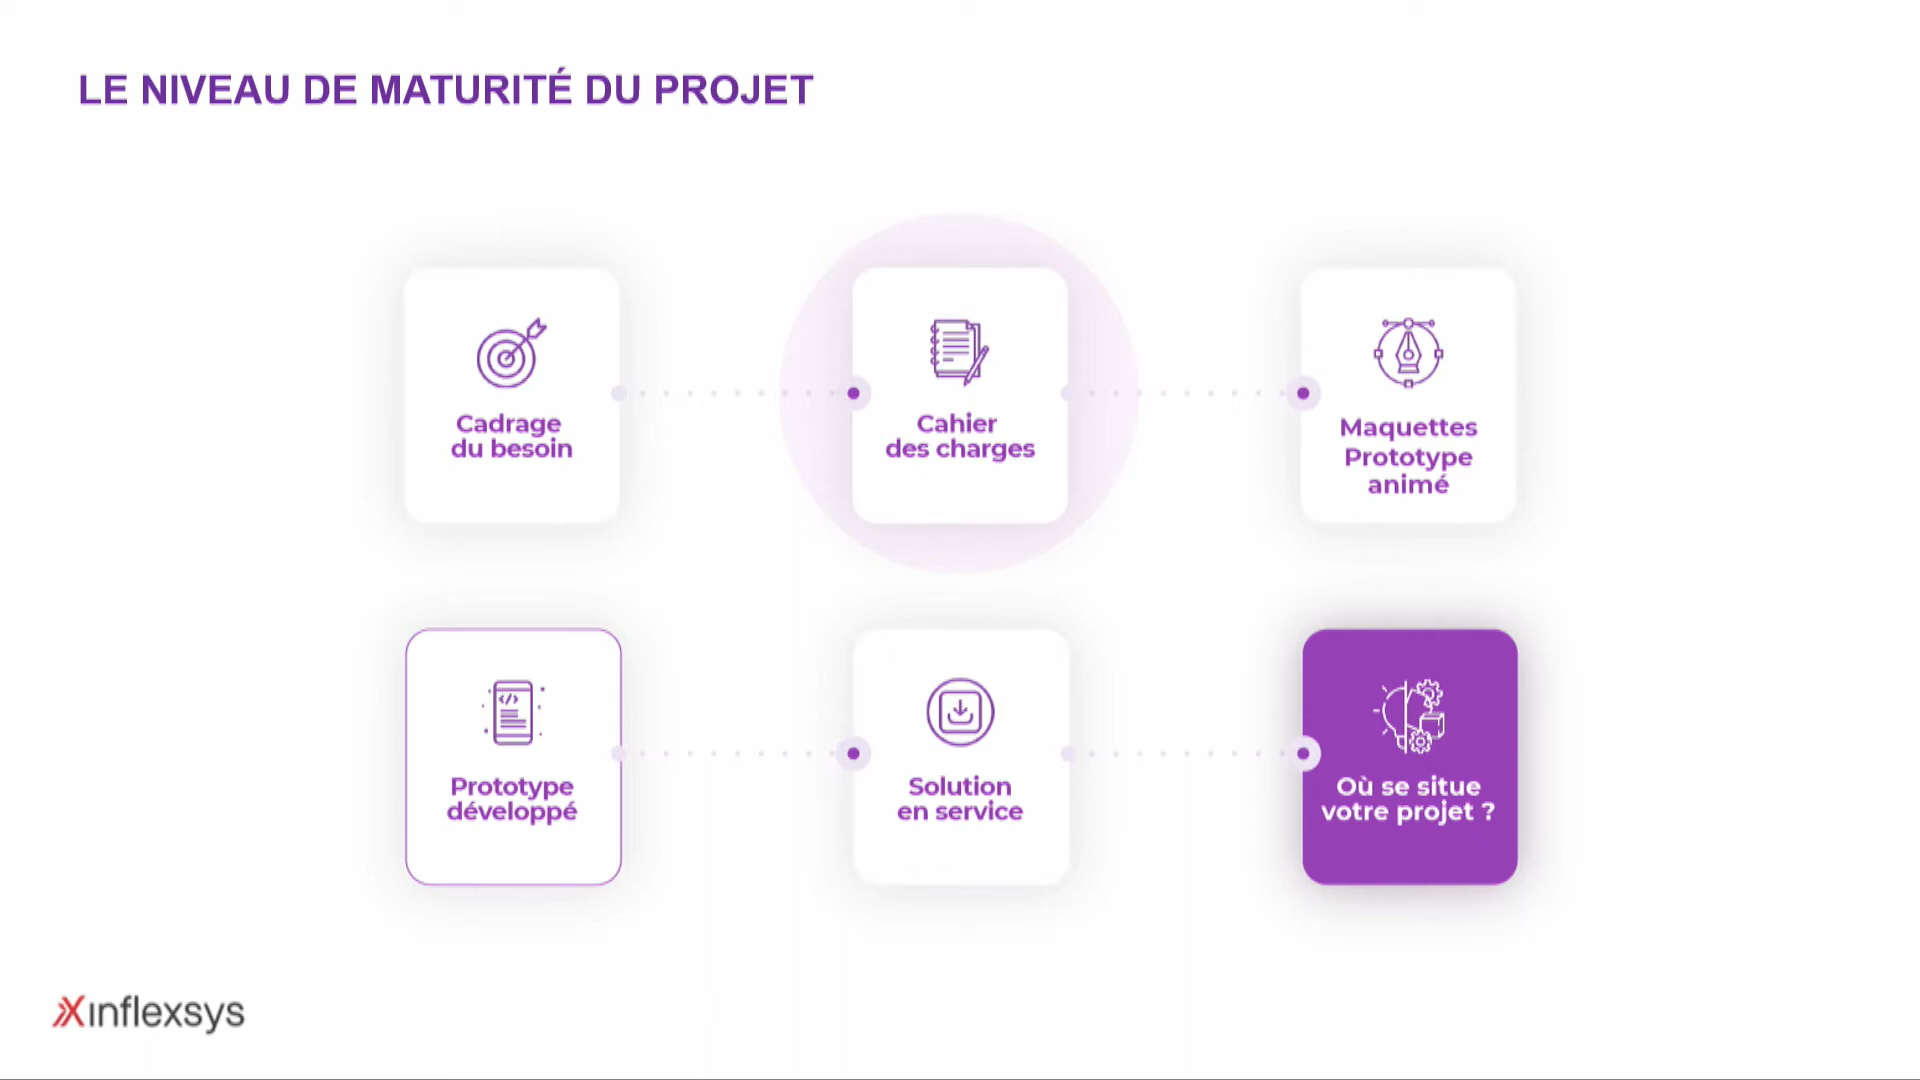 LE NIVEAU DE MATURITÉ DU PROJET
Cadrage
du besoin
Cahier
des charges
Maquettes
Prototype
animé
</>
Prototype
développé
Solution
en service
Où se situe
votre projet ?
inflexsys